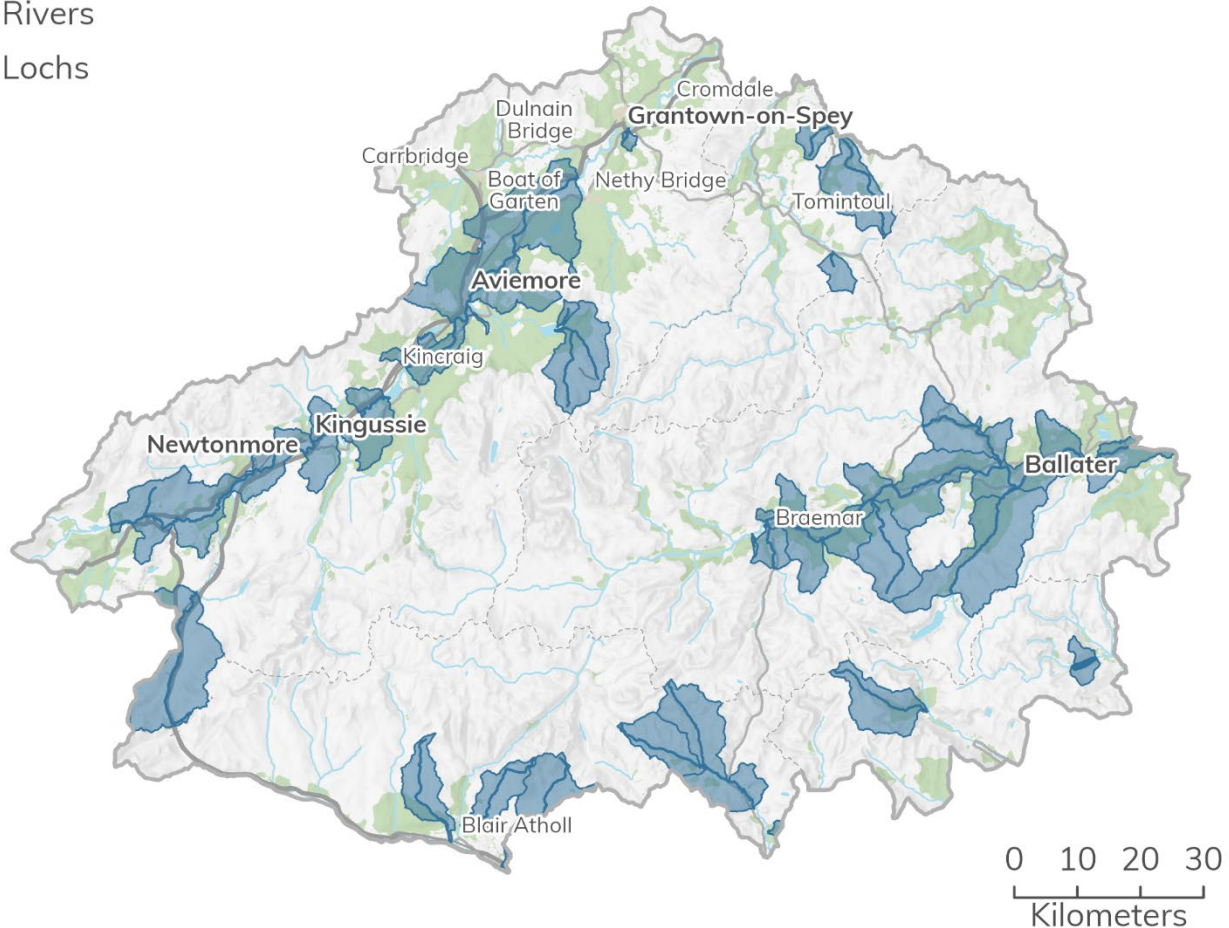 Rivers
Lochs
Cromdale
Dulnain
Bridge
Grantown-on-Spey
Carrbridge
Boat of
Garten
Nethy Bridge
Tomintoul
Aviemore
Kincraig
Kingussie
Newtonmore
Ballater
Braemar
Blair Atholl
0 10 20 30
Kilometers